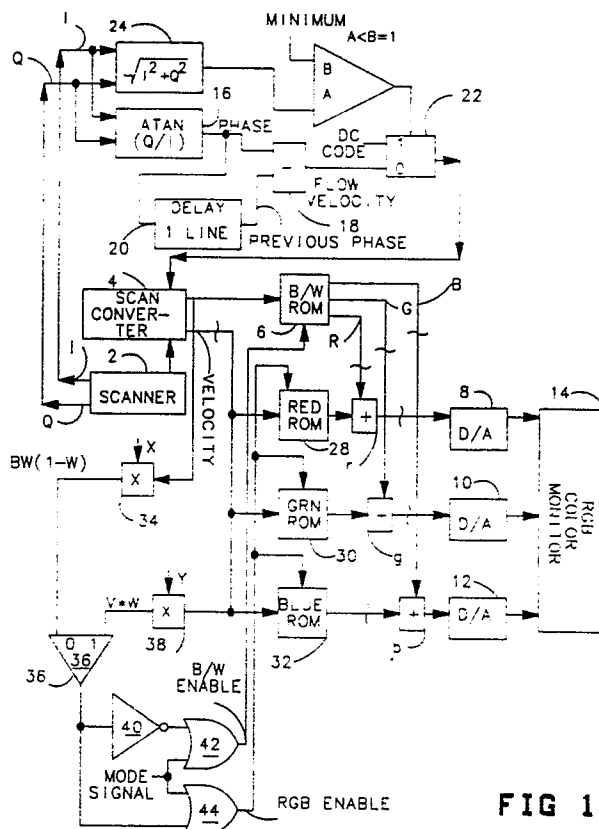 MINIMUM
A<B=1
I
24
Q
√I²+Q²
B
A
16
22
ATAN
(Q/I)
PHASE
DC
CODE
1
0
FLOW
VELOCITY
18
DELAY
1 LINE
20
PREVIOUS PHASE
4
SCAN
CONVER-
TER
B/W
ROM
6
G
B
R
I
2
SCANNER
Q
VELOCITY
8
14
RED
ROM
28
+
r
D/A
BW(1-W)
X
X
34
10
GRN
ROM
30
g
D/A
RGB
COLOR
MONITOR
Y
V*W
X
38
12
BLUE
ROM
32
+
b
D/A
0 1
36
36
B/W
ENABLE
40
42
MODE
SIGNAL
44
RGB ENABLE
FIG 1